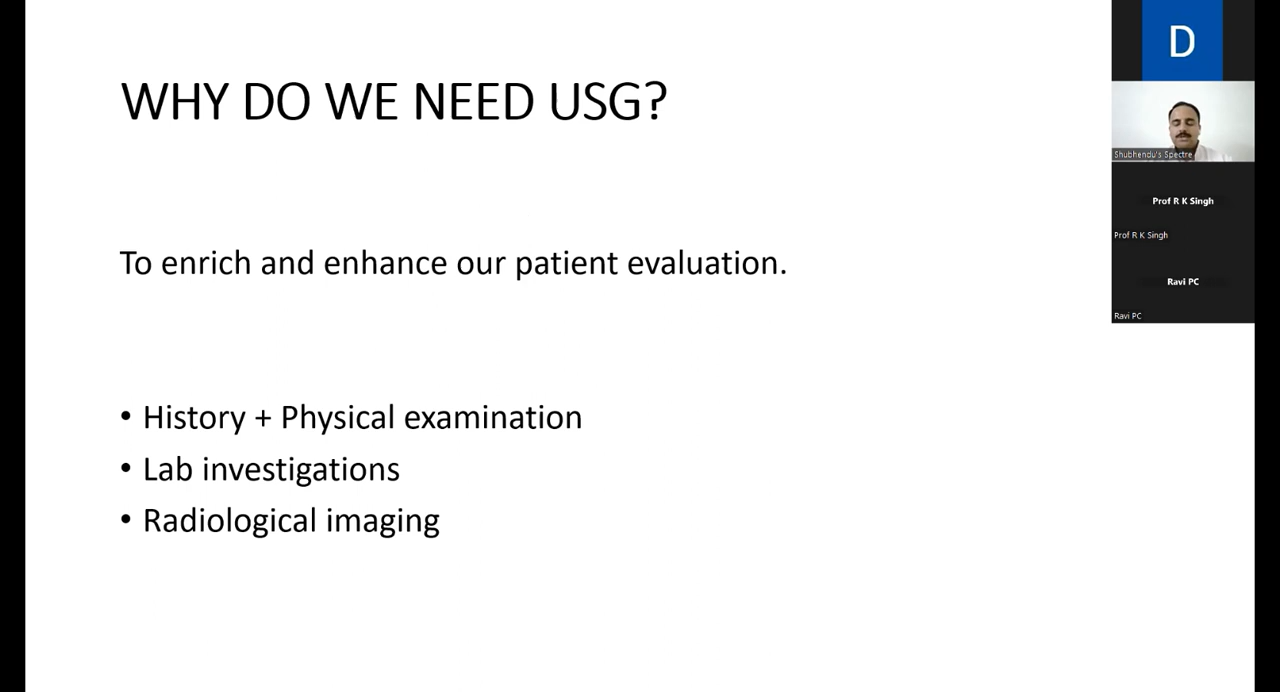 WHY DO WE NEED USG?
To enrich and enhance our patient evaluation.
• History + Physical examination
• Lab investigations
• Radiological imaging
D
Shubhendu's Spectre
Prof R K Singh
Prof R K Singh
Ravi PC
Ravi PC